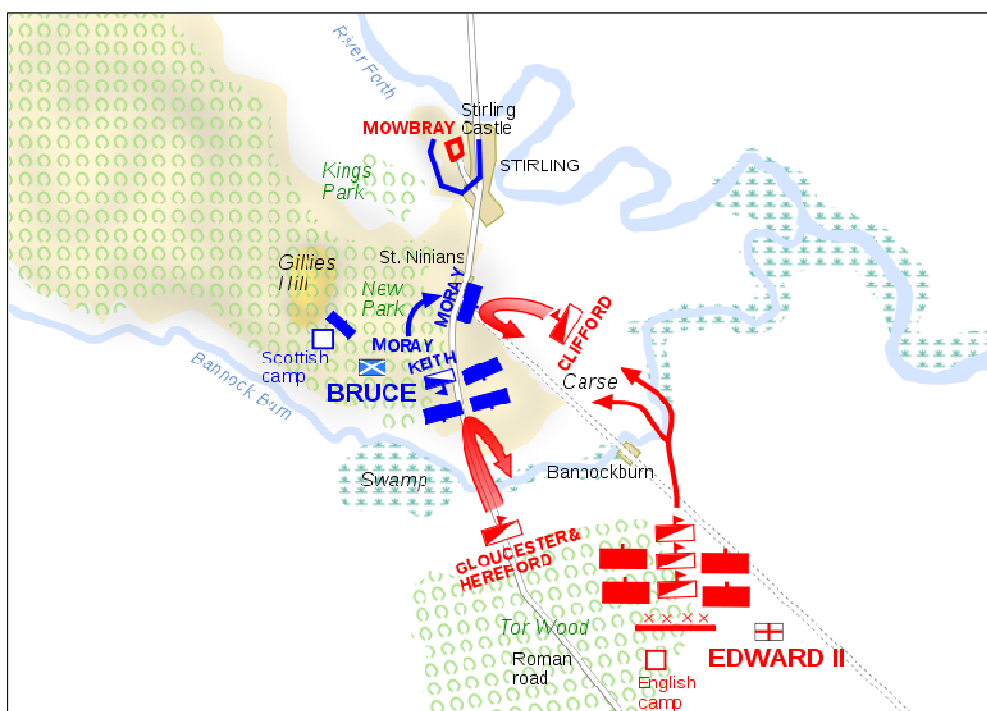 River Forth
Stirling
Castle
MOWBRAY
STIRLING
Kings
Park
St. Ninians
Gillies
Hill
New
Park
MORAY
CLIFFORD
MORAY
KEITH
Scottish
camp
BRUCE
Carse
Bannock Burn
Swamp
Bannockburn
GLOUCESTER &
HEREFORD
Tor Wood
Roman
road
EDWARD II
English
camp